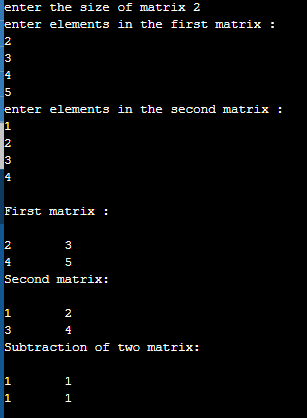 enter the size of matrix 2
enter elements in the first matrix :
2
3
4
5
enter elements in the second matrix :
1
2
3
4
First matrix :
2 3
4 5
Second matrix:
1 2
3 4
Subtraction of two matrix:
1 1
1 1